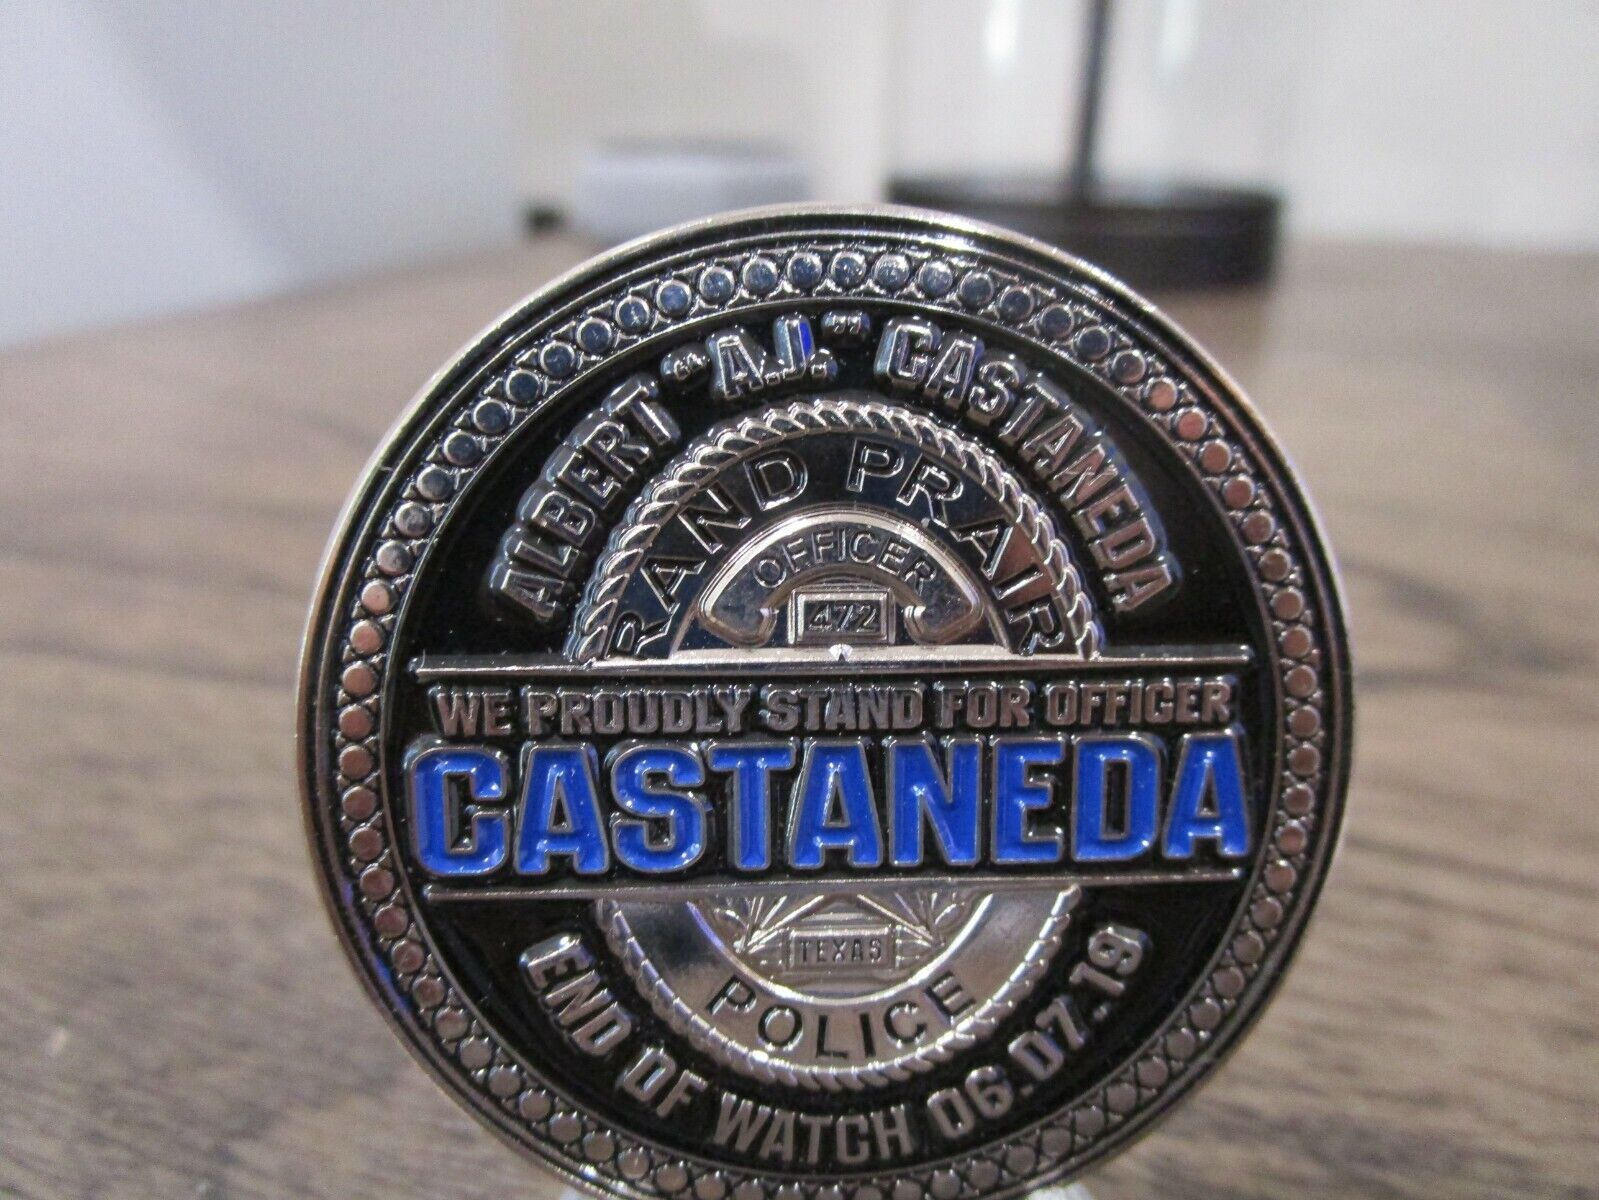 ALBERT "A.J." CASTANEDA
RAND PRAIR
OFFICER
472
WE PROUDLY STAND FOR OFFICER
CASTANEDA
TEXAS
POLICE
END OF WATCH 06.07.19